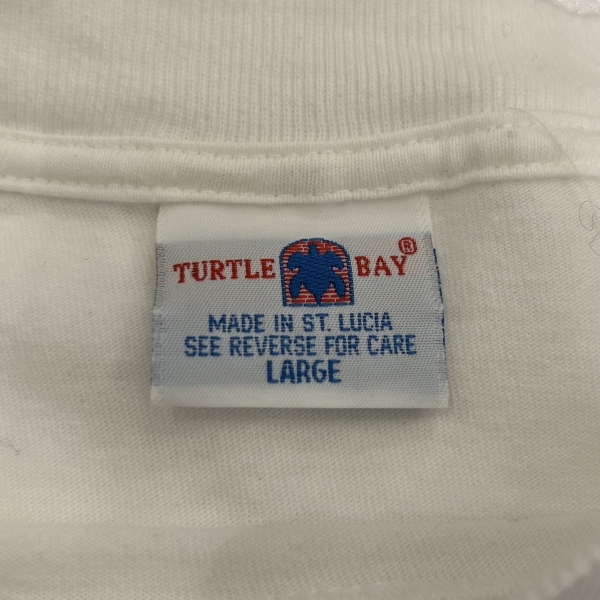 TURTLE BAY®
MADE IN ST. LUCIA
SEE REVERSE FOR CARE
LARGE